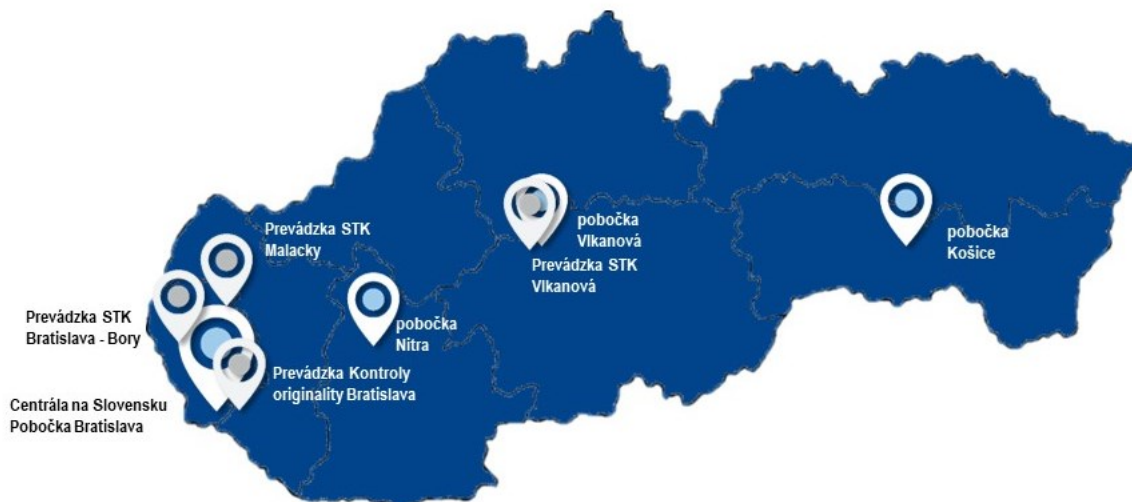 Prevádzka STK
Malacky
Prevádzka STK
Bratislava - Bory
Centrála na Slovensku
Pobočka Bratislava
Prevádzka Kontroly
originality Bratislava
pobočka
Nitra
pobočka
Vlkanová
Prevádzka STK
Vlkanová
pobočka
Košice